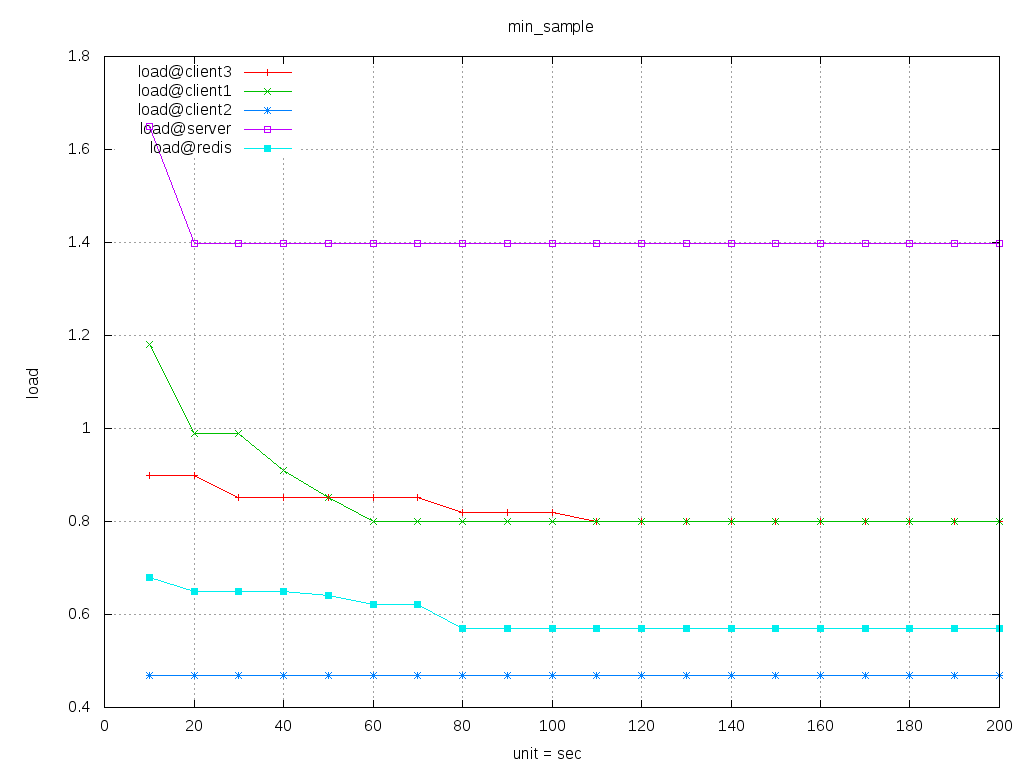 min_sample
load@client3
load@client1
load@client2
load@server
load@redis
1.8
1.6
1.4
1.2
1
0.8
0.6
0.4
load
0 20 40 60 80 100 120 140 160 180 200
unit = sec